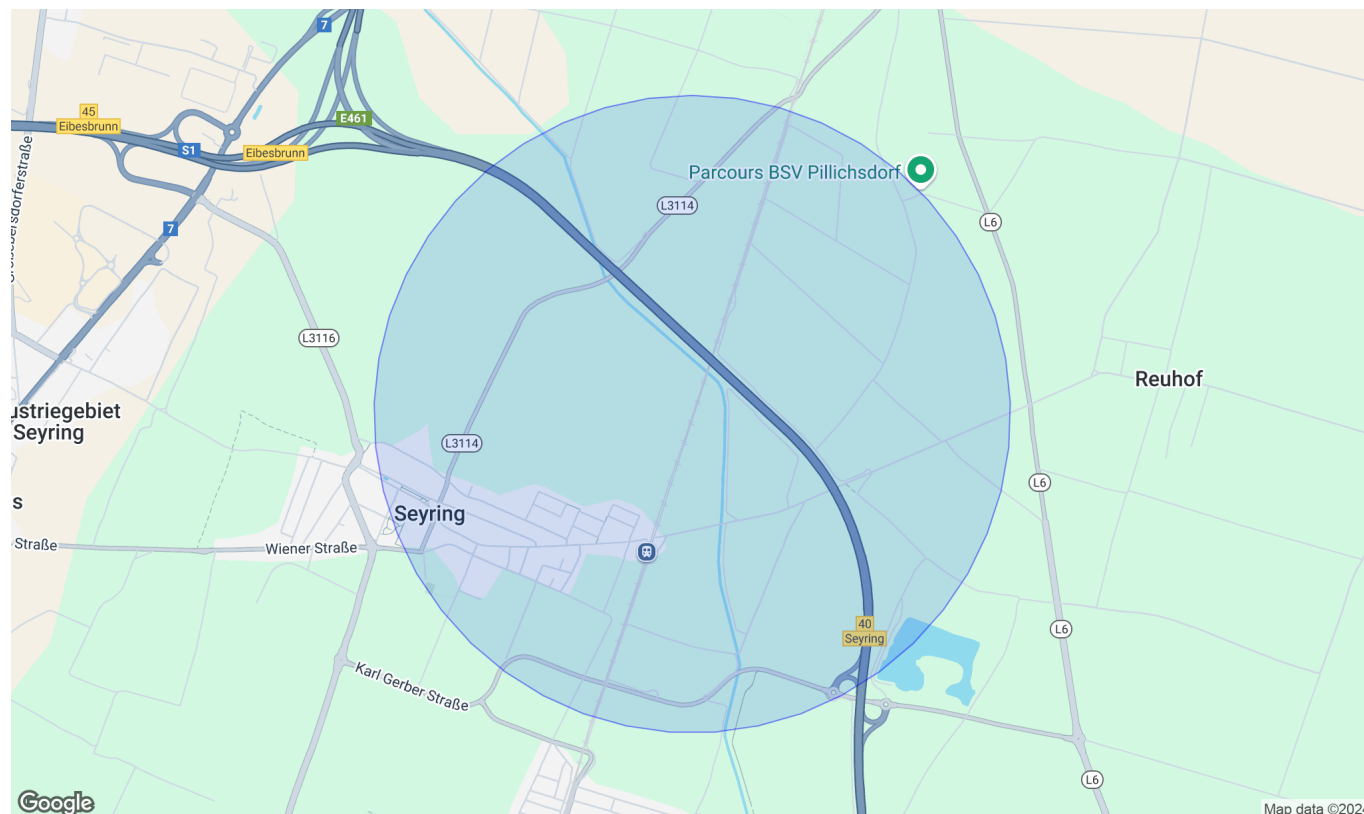 7
45
Eibesbrunn
E461
S1
Eibesbrunn
Parcours BSV Pillichsdorf
L3114
L6
7
L3116
Reuhof
ustriegebiet
Seyring
L3114
L6
s
Seyring
Straße
Wiener Straße
40
Seyring
L6
Karl Gerber Straße
L6
Google
Map data ©2024